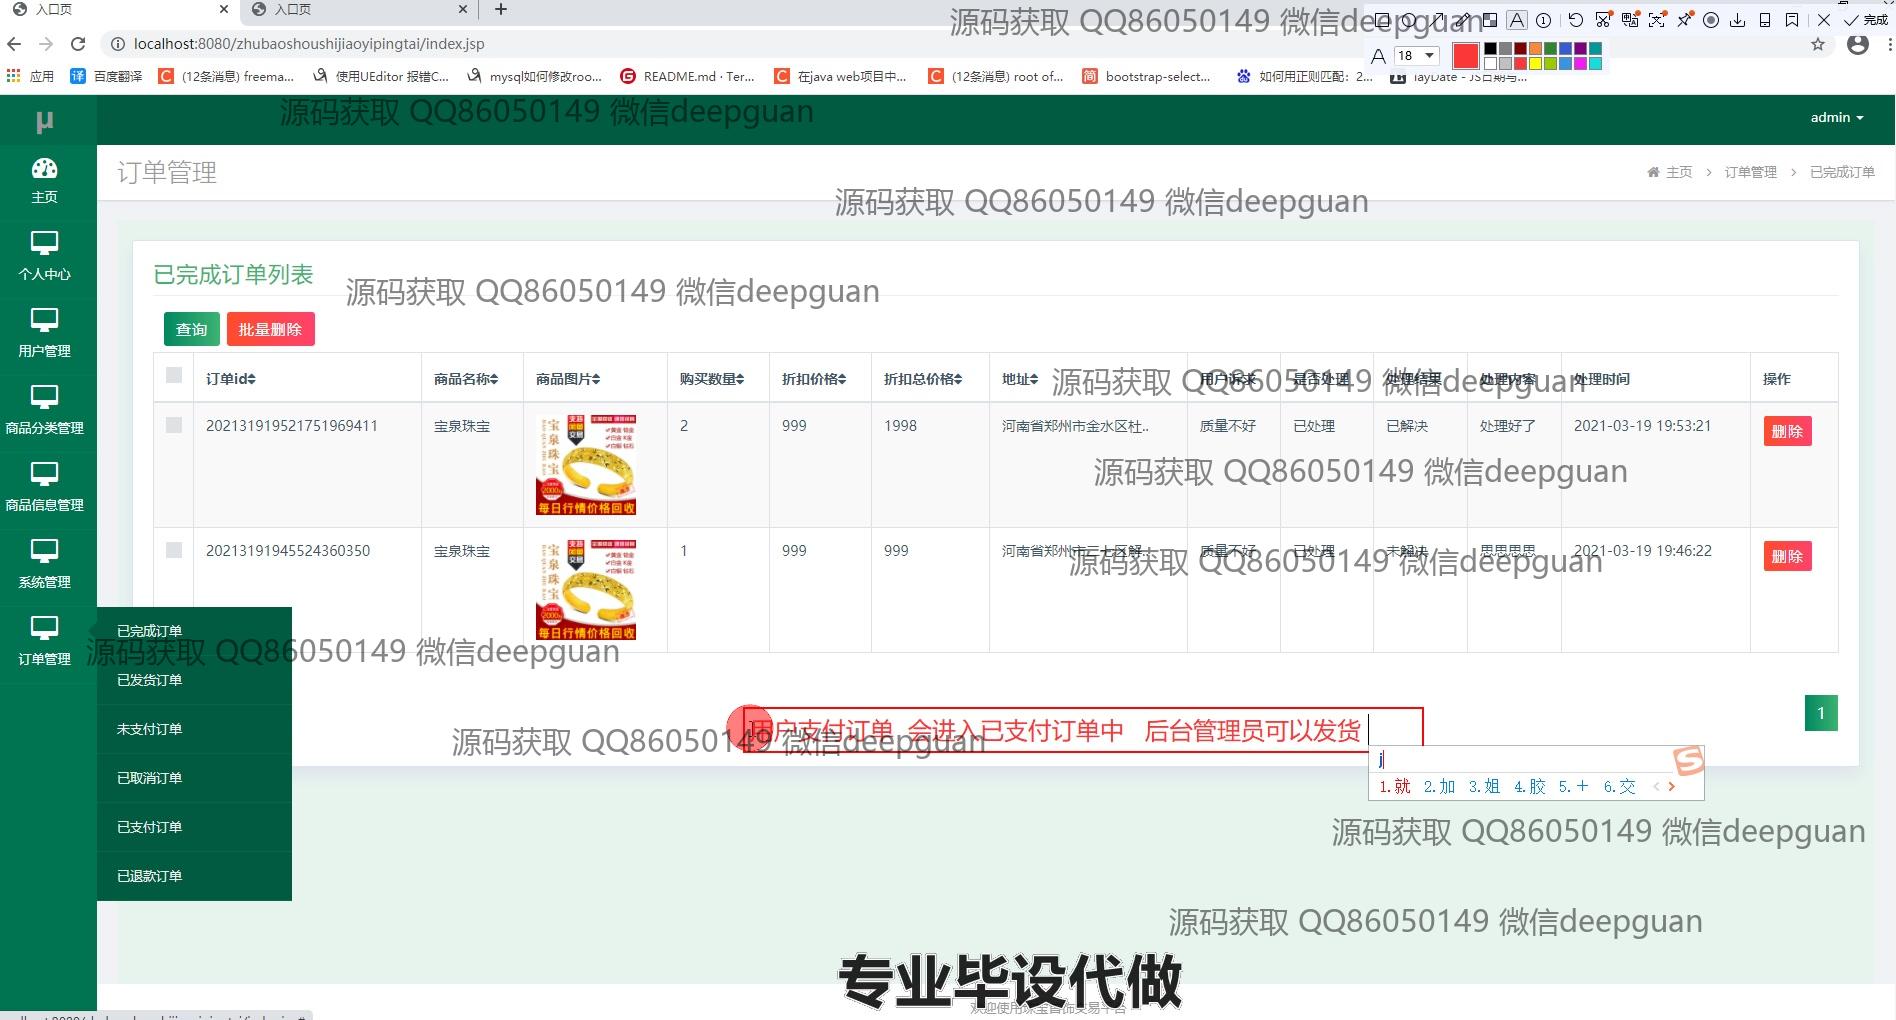 入口页
入口页
localhost:8080/zhubaoshoushijiaoyipingtai/index.jsp
源码获取 QQ86050149 微信deepguan
完成
A 18
应用
百度翻译
(12条消息) freema...
使用UEditor 报错C...
mysql如何修改roo...
README.md · Ter...
在java web项目中...
(12条消息) root of...
bootstrap-select...
如何用正则匹配：2...
layDate - JS日期与...
μ
源码获取 QQ86050149 微信deepguan
admin
主页
个人中心
用户管理
商品分类管理
商品信息管理
系统管理
订单管理
订单管理
主页 > 订单管理 > 已完成订单
源码获取 QQ86050149 微信deepguan
已完成订单列表
源码获取 QQ86050149 微信deepguan
查询 批量删除
订单id 商品名称 商品图片 购买数量 折扣价格 折扣总价格 地址 用户诉求 是否处理 处理结果 处理内容 处理时间 操作
源码获取 QQ86050149 微信deepguan
202131919521751969411 宝泉珠宝 2 999 1998 河南省郑州市金水区杜.. 质量不好 已处理 已解决 处理好了 2021-03-19 19:53:21 删除
宝泉珠宝
每日行情价格回收
源码获取 QQ86050149 微信deepguan
20213191945524360350 宝泉珠宝 1 999 999 河南省郑州市二七区解.. 质量不好 已处理 未解决 思思思思 2021-03-19 19:46:22 删除
宝泉珠宝
每日行情价格回收
源码获取 QQ86050149 微信deepguan
已完成订单
源码获取 QQ86050149 微信deepguan
已发货订单
未支付订单
已取消订单
已支付订单
已退款订单
1
用户支付订单 会进入已支付订单中 后台管理员可以发货
源码获取 QQ86050149 微信deepguan
j
1.就 2.加 3.姐 4.胶 5.十 6.交
源码获取 QQ86050149 微信deepguan
源码获取 QQ86050149 微信deepguan
专业毕设代做
欢迎使用珠宝首饰交易平台